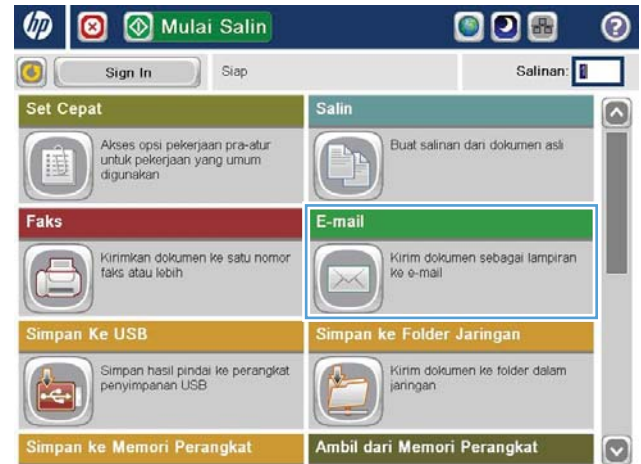 hp
Mulai Salin
?
Sign In
Siap
Salinan:
Set Cepat
Akses opsi pekerjaan pra-atur
untuk pekerjaan yang umum
digunakan
Salin
Buat salinan dari dokumen asli
Faks
Kirimkan dokumen ke satu nomor
faks atau lebih
E-mail
Kirim dokumen sebagai lampiran
ke e-mail
Simpan Ke USB
Simpan hasil pindai ke perangkat
penyimpanan USB
Simpan ke Folder Jaringan
Kirim dokumen ke folder dalam
jaringan
Simpan ke Memori Perangkat
Ambil dari Memori Perangkat